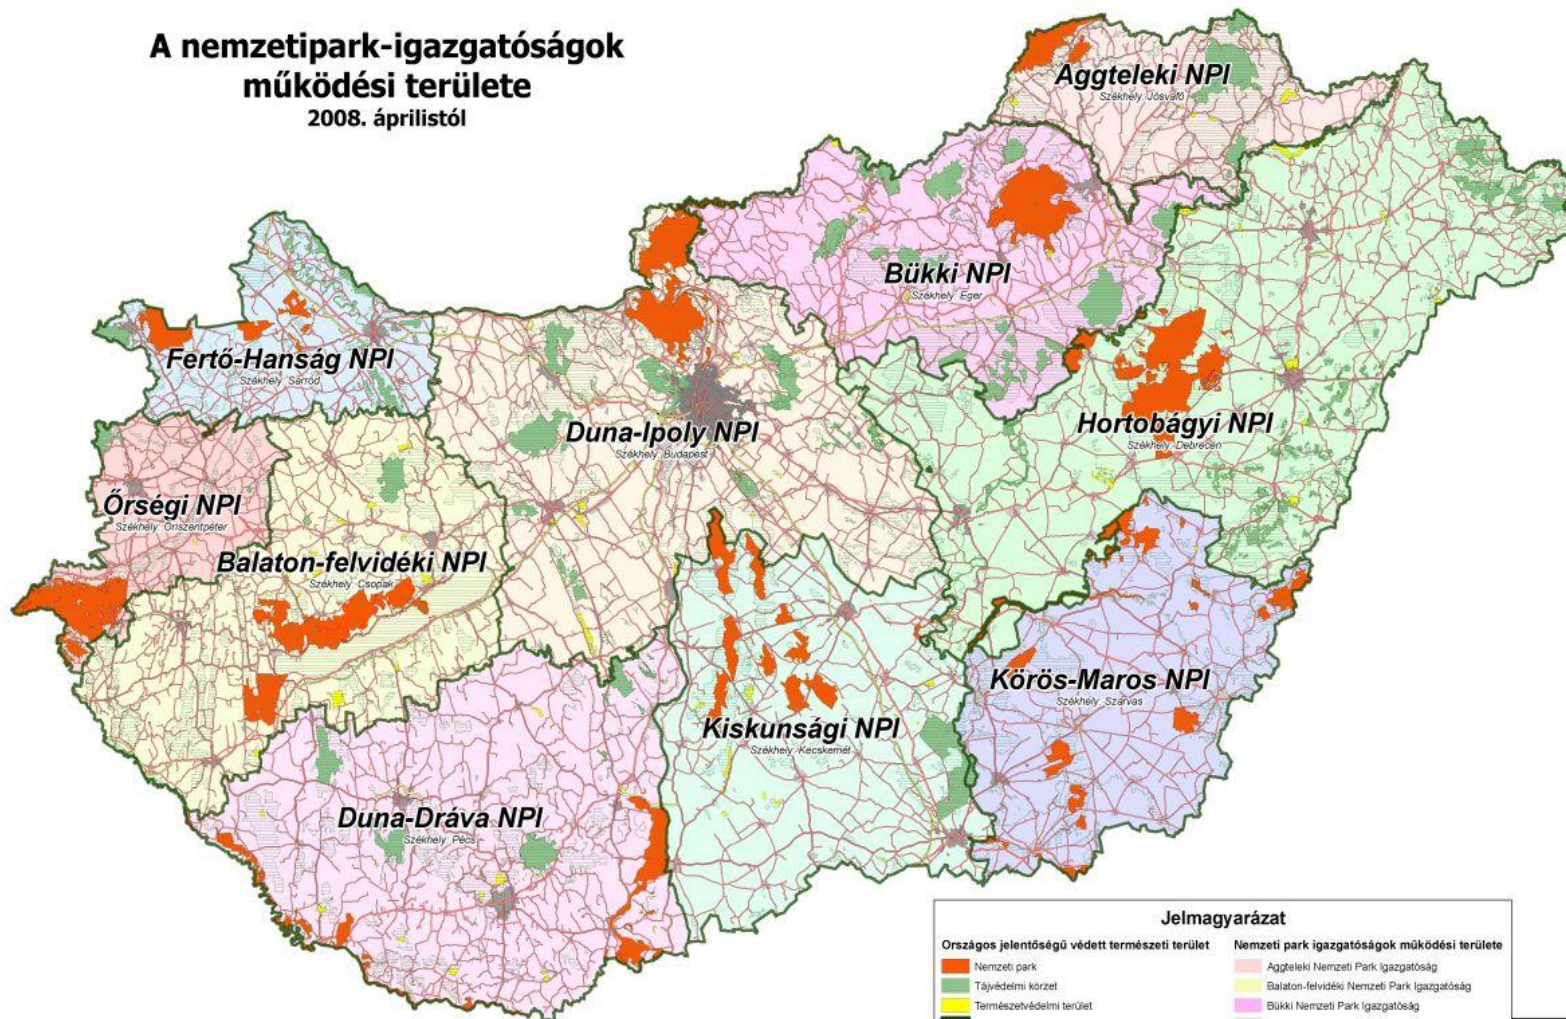 A nemzetipark-igazgatóságok
működési területe
2008. áprilistól
Aggteleki NPI
Székhely: Jósvafő
Bükki NPI
Székhely: Eger
Fertő-Hanság NPI
Székhely: Sarród
Duna-Ipoly NPI
Székhely: Budapest
Hortobágyi NPI
Székhely: Debrecen
Őrségi NPI
Székhely: Őriszentpéter
Balaton-felvidéki NPI
Székhely: Csopak
Körös-Maros NPI
Székhely: Szarvas
Kiskunsági NPI
Székhely: Kecskemét
Duna-Dráva NPI
Székhely: Pécs
Jelmagyarázat
Országos jelentőségű védett természeti terület
Nemzeti park
Tájvédelmi körzet
Természetvédelmi terület
Nemzeti park igazgatóságok működési területe
Aggteleki Nemzeti Park Igazgatóság
Balaton-felvidéki Nemzeti Park Igazgatóság
Bükki Nemzeti Park Igazgatóság